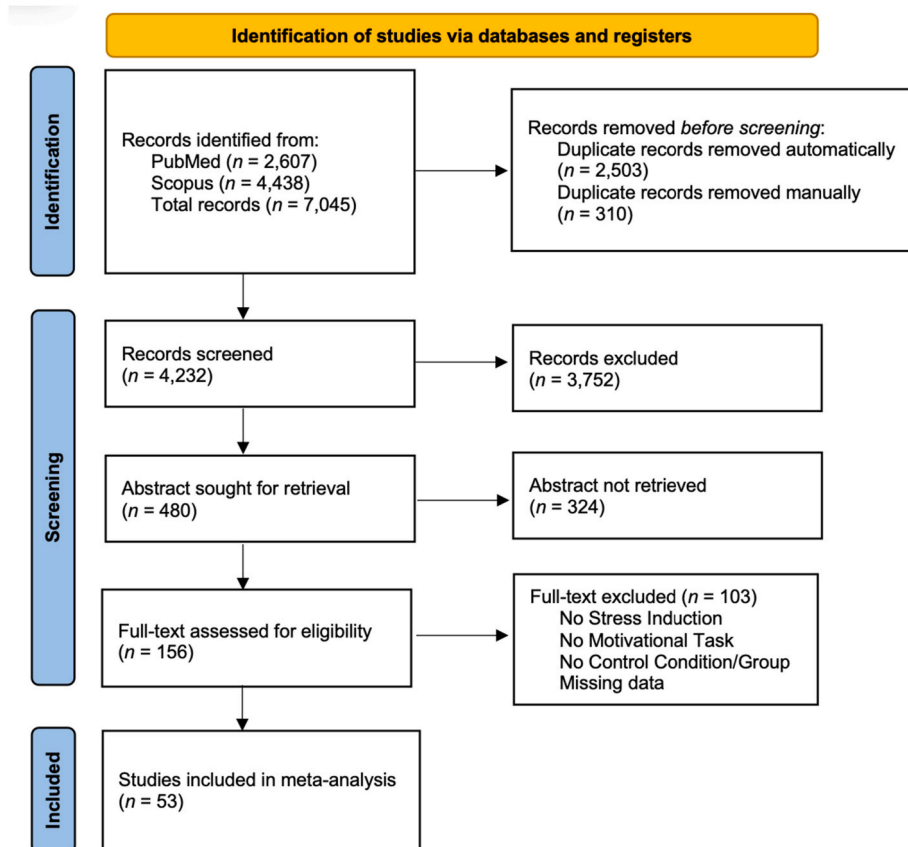 Identification of studies via databases and registers
Identification
Records identified from:
PubMed (n = 2,607)
Scopus (n = 4,438)
Total records (n = 7,045)
Records removed before screening:
Duplicate records removed automatically
(n = 2,503)
Duplicate records removed manually
(n = 310)
Screening
Records screened
(n = 4,232)
Records excluded
(n = 3,752)
Abstract sought for retrieval
(n = 480)
Abstract not retrieved
(n = 324)
Full-text assessed for eligibility
(n = 156)
Full-text excluded (n = 103)
No Stress Induction
No Motivational Task
No Control Condition/Group
Missing data
Included
Studies included in meta-analysis
(n = 53)